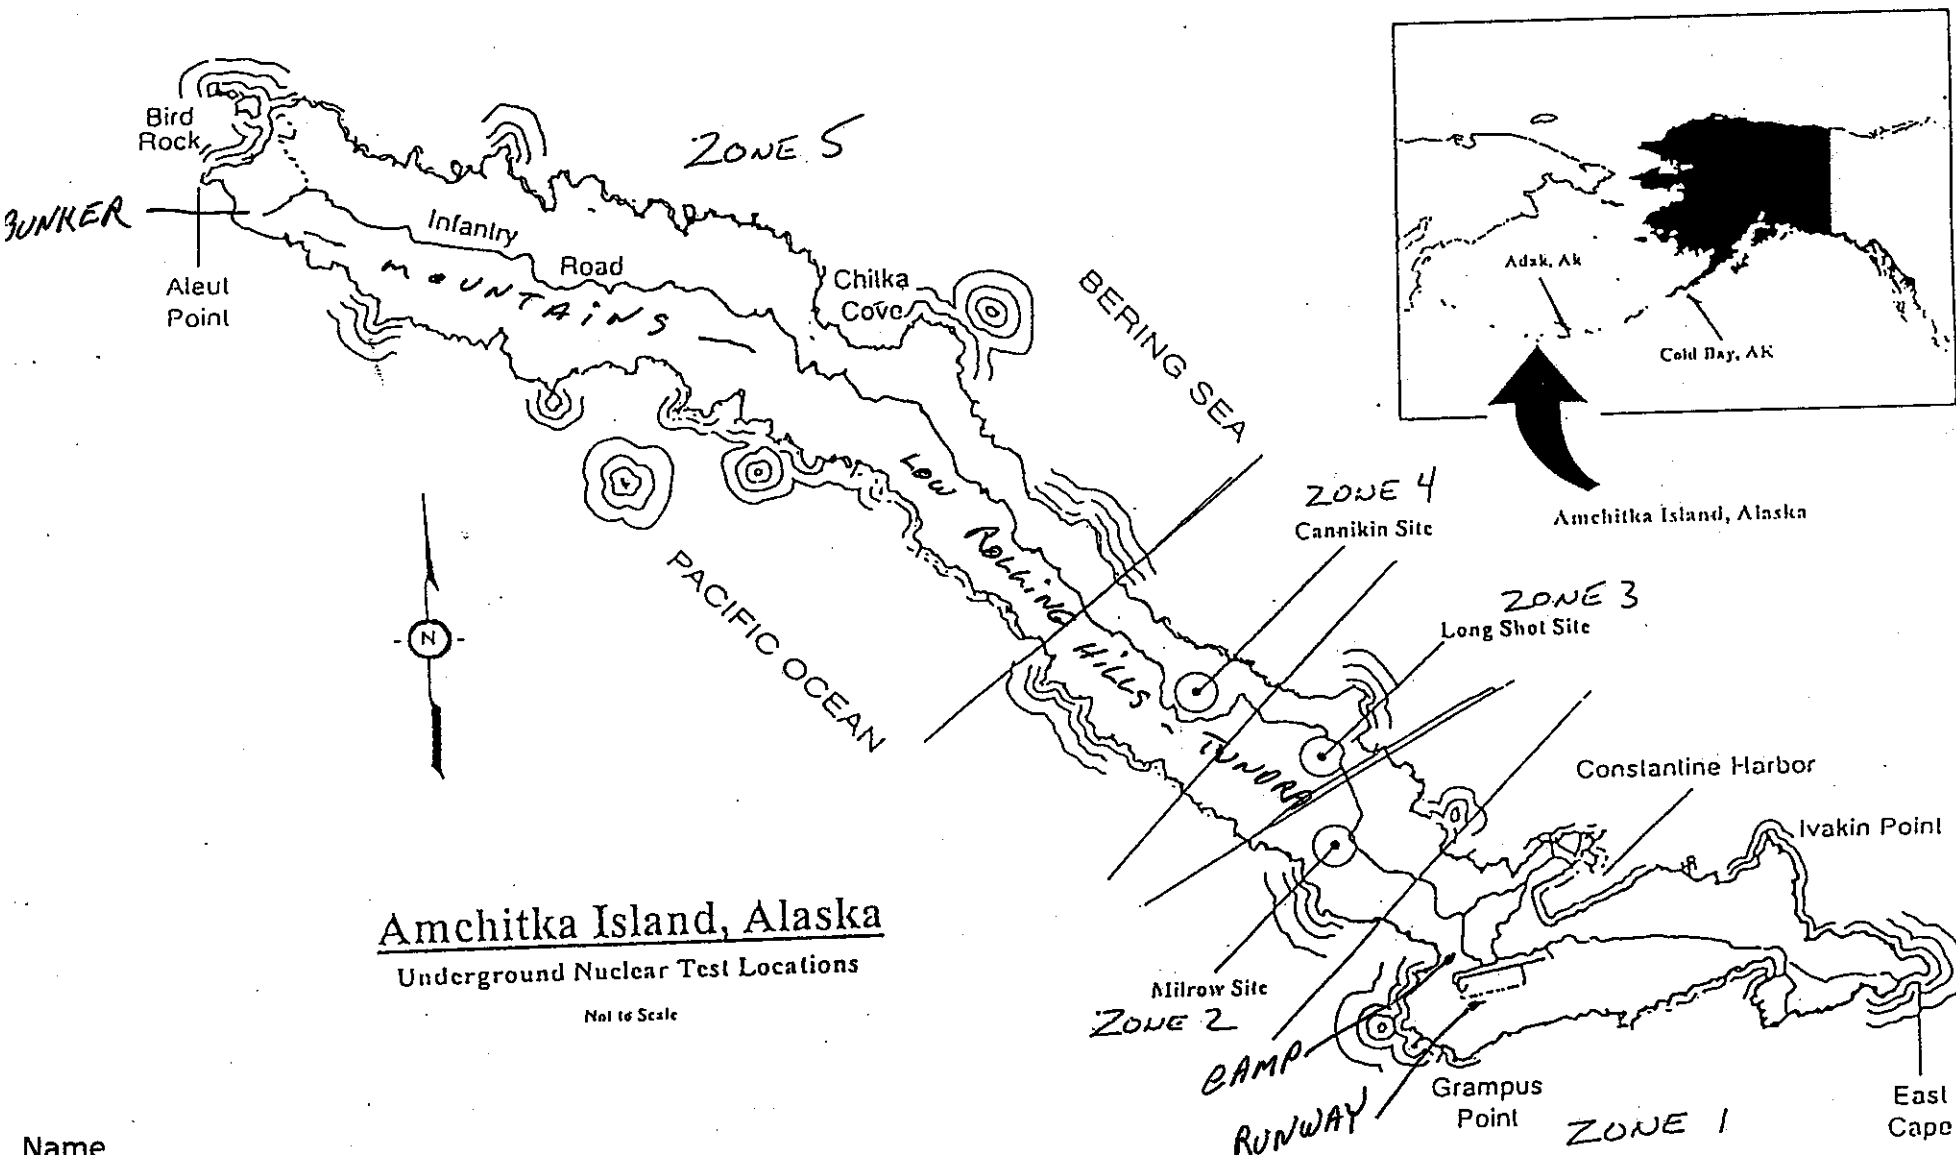 Bird
Rock
ZONE 5
BUNKER
Infantry
Road
Aleut
Point
MOUNTAINS
Chilka
Cove
BERING SEA
Adak, Ak
Cold Bay, AK
Amchitka Island, Alaska
ZONE 4
Cannikin Site
LOW ROLLING HILLS - TUNDRA
ZONE 3
Long Shot Site
PACIFIC OCEAN
N
Constantine Harbor
Ivakin Point
Amchitka Island, Alaska
Underground Nuclear Test Locations
Not to Scale
Milrow Site
ZONE 2
CAMP
RUNWAY
Grampus
Point
ZONE 1
East
Cape
Name